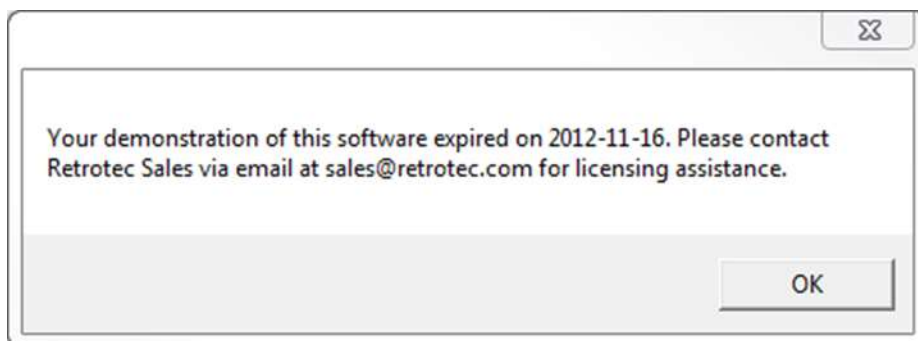 Your demonstration of this software expired on 2012-11-16. Please contact
Retrotec Sales via email at sales@retrotec.com for licensing assistance.
OK